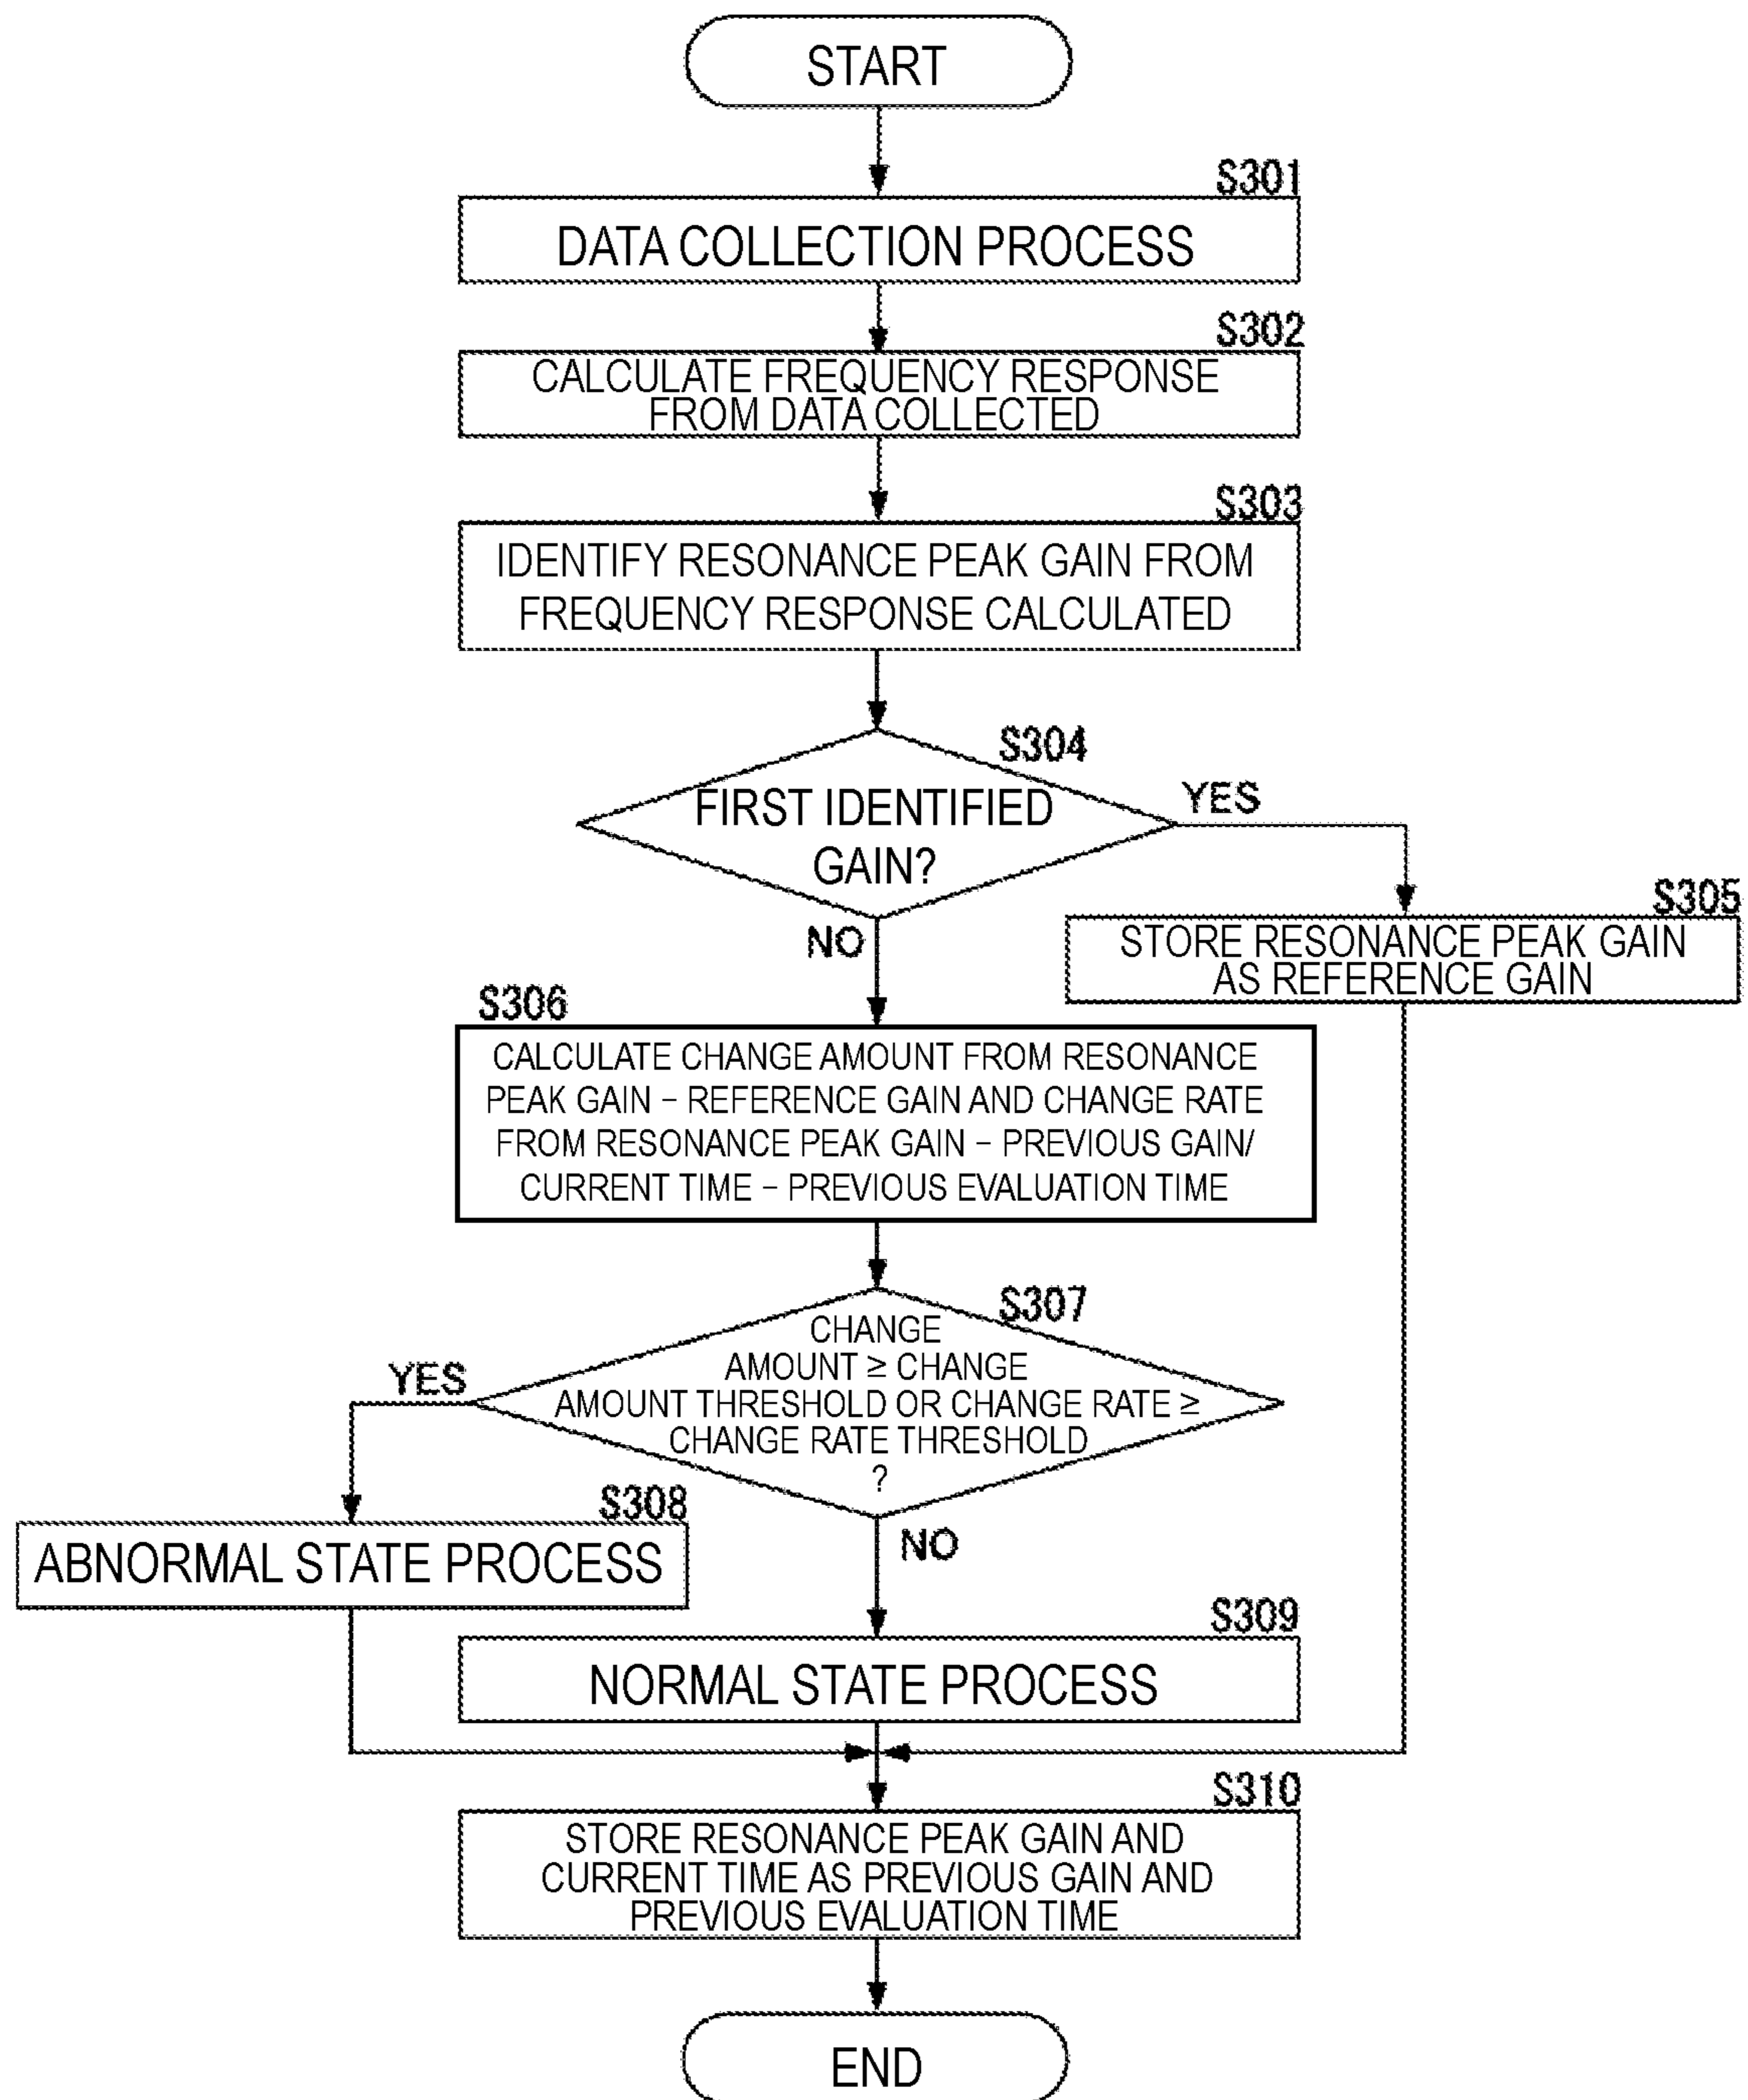 START
S301
DATA COLLECTION PROCESS
S302
CALCULATE FREQUENCY RESPONSE
FROM DATA COLLECTED
S303
IDENTIFY RESONANCE PEAK GAIN FROM
FREQUENCY RESPONSE CALCULATED
S304
FIRST IDENTIFIED
GAIN?
YES
NO
S305
STORE RESONANCE PEAK GAIN
AS REFERENCE GAIN
S306
CALCULATE CHANGE AMOUNT FROM RESONANCE
PEAK GAIN – REFERENCE GAIN AND CHANGE RATE
FROM RESONANCE PEAK GAIN – PREVIOUS GAIN/
CURRENT TIME – PREVIOUS EVALUATION TIME
S307
CHANGE
AMOUNT ≥ CHANGE
AMOUNT THRESHOLD OR CHANGE RATE ≥
CHANGE RATE THRESHOLD
?
YES
NO
S308
ABNORMAL STATE PROCESS
S309
NORMAL STATE PROCESS
S310
STORE RESONANCE PEAK GAIN AND
CURRENT TIME AS PREVIOUS GAIN AND
PREVIOUS EVALUATION TIME
END